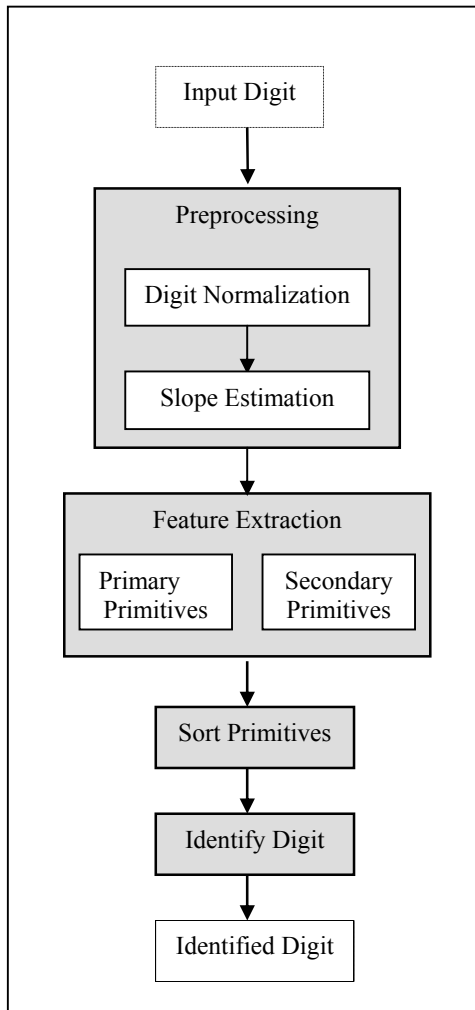 Input Digit
Preprocessing
Digit Normalization
Slope Estimation
Feature Extraction
Primary
Primitives
Secondary
Primitives
Sort Primitives
Identify Digit
Identified Digit